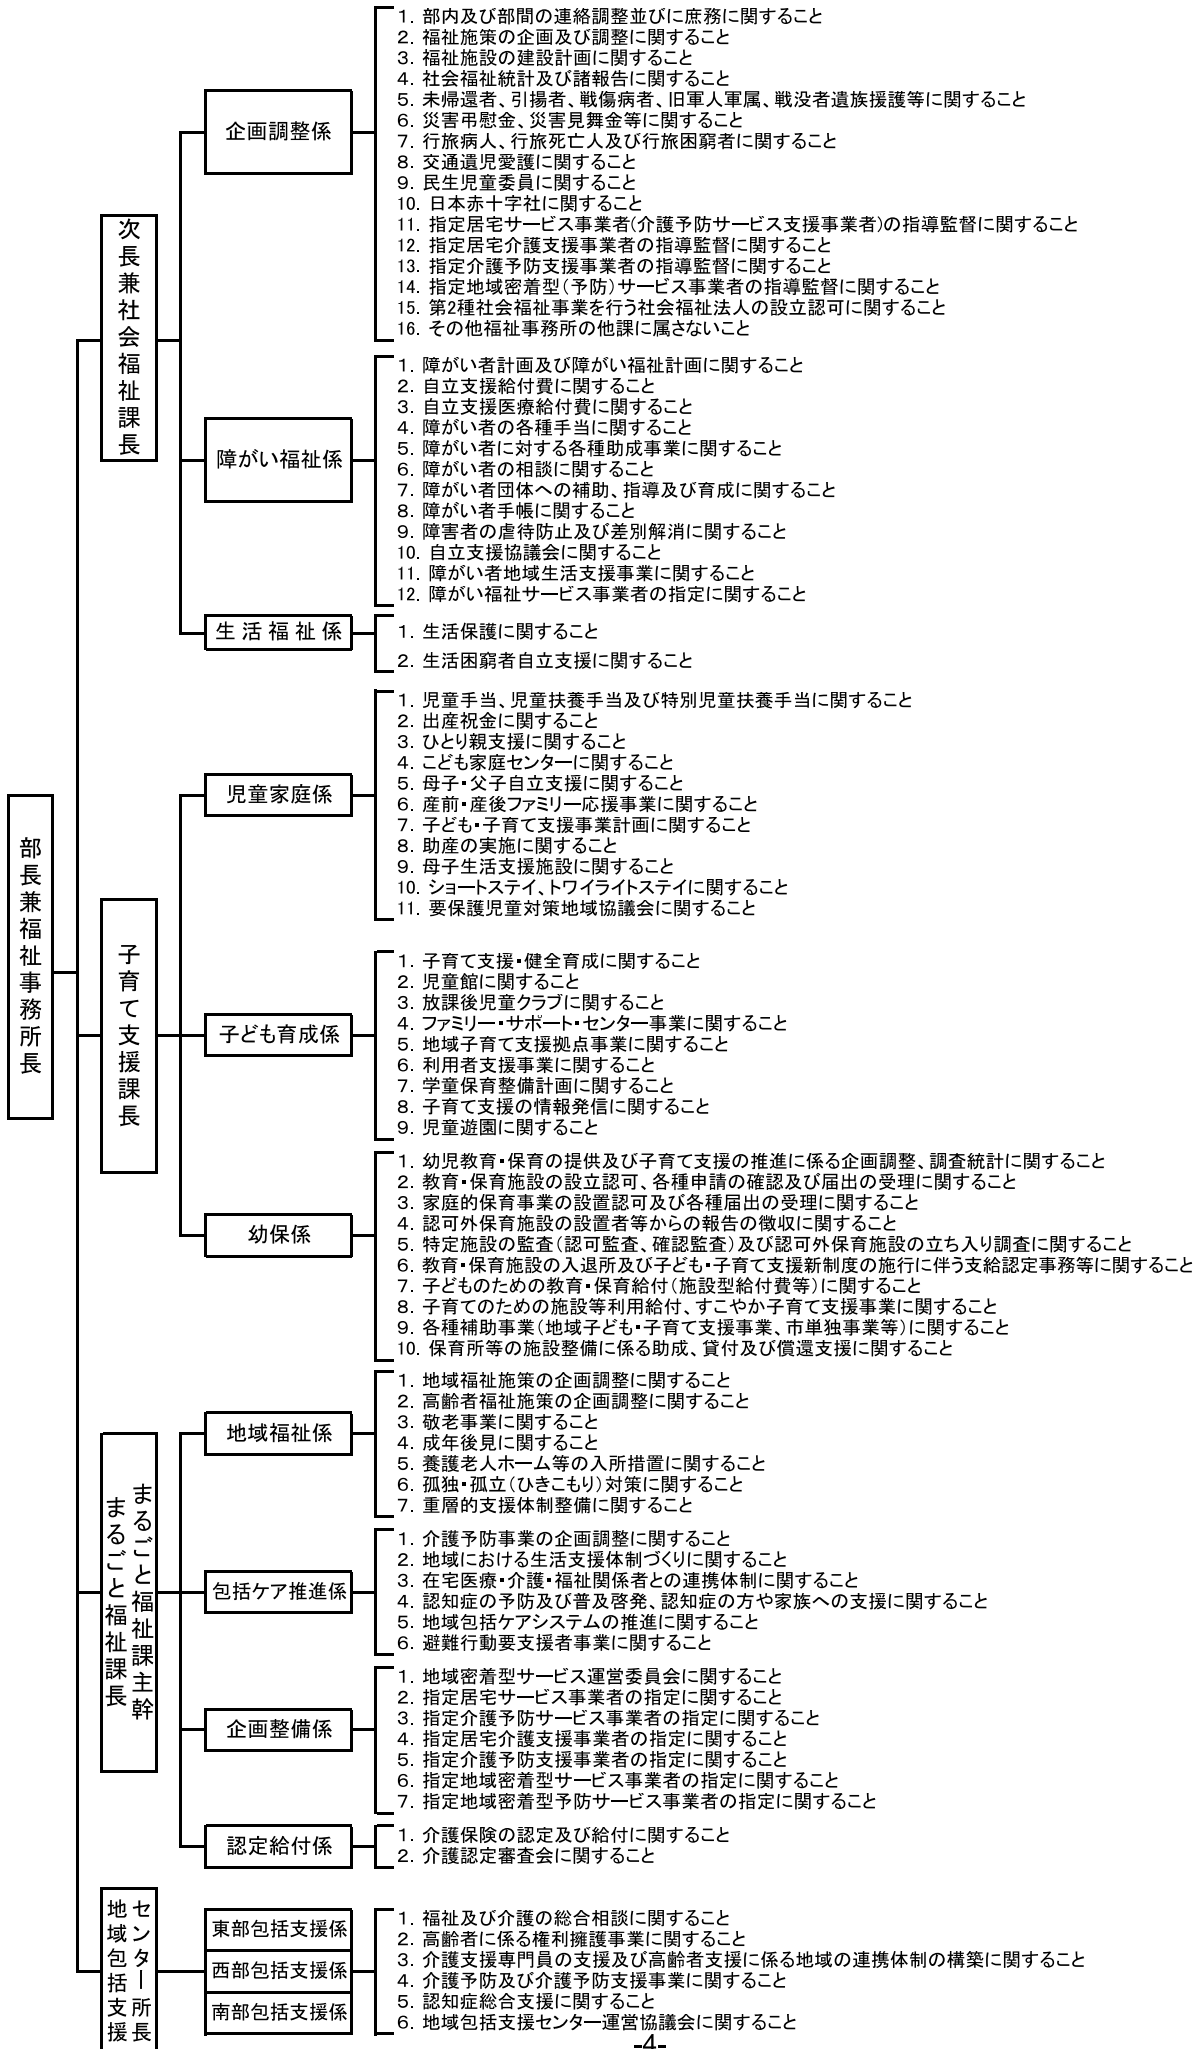 部長兼福祉事務所長
次長兼社会福祉課長
企画調整係
1. 部内及び部間の連絡調整並びに庶務に関すること
2. 福祉施策の企画及び調整に関すること
3. 福祉施設の建設計画に関すること
4. 社会福祉統計及び諸報告に関すること
5. 未帰還者、引揚者、戦傷病者、旧軍人軍属、戦没者遺族援護等に関すること
6. 災害弔慰金、災害見舞金等に関すること
7. 行旅病人、行旅死亡人及び行旅困窮者に関すること
8. 交通遺児愛護に関すること
9. 民生児童委員に関すること
10. 日本赤十字社に関すること
11. 指定居宅サービス事業者(介護予防サービス支援事業者)の指導監督に関すること
12. 指定居宅介護支援事業者の指導監督に関すること
13. 指定介護予防支援事業者の指導監督に関すること
14. 指定地域密着型(予防)サービス事業者の指導監督に関すること
15. 第2種社会福祉事業を行う社会福祉法人の設立認可に関すること
16. その他福祉事務所の他課に属さないこと
障がい福祉係
1. 障がい者計画及び障がい福祉計画に関すること
2. 自立支援給付費に関すること
3. 自立支援医療給付費に関すること
4. 障がい者の各種手当に関すること
5. 障がい者に対する各種助成事業に関すること
6. 障がい者の相談に関すること
7. 障がい者団体への補助、指導及び育成に関すること
8. 障がい者手帳に関すること
9. 障害者の虐待防止及び差別解消に関すること
10. 自立支援協議会に関すること
11. 障がい者地域生活支援事業に関すること
12. 障がい福祉サービス事業者の指定に関すること
生活福祉係
1. 生活保護に関すること
2. 生活困窮者自立支援に関すること
子育て支援課長
児童家庭係
1. 児童手当、児童扶養手当及び特別児童扶養手当に関すること
2. 出産祝金に関すること
3. ひとり親支援に関すること
4. こども家庭センターに関すること
5. 母子・父子自立支援に関すること
6. 産前・産後ファミリー応援事業に関すること
7. 子ども・子育て支援事業計画に関すること
8. 助産の実施に関すること
9. 母子生活支援施設に関すること
10. ショートステイ、トワイライトステイに関すること
11. 要保護児童対策地域協議会に関すること
子ども育成係
1. 子育て支援・健全育成に関すること
2. 児童館に関すること
3. 放課後児童クラブに関すること
4. ファミリー・サポート・センター事業に関すること
5. 地域子育て支援拠点事業に関すること
6. 利用者支援事業に関すること
7. 学童保育整備計画に関すること
8. 子育て支援の情報発信に関すること
9. 児童遊園に関すること
幼保係
1. 幼児教育・保育の提供及び子育て支援の推進に係る企画調整、調査統計に関すること
2. 教育・保育施設の設立認可、各種申請の確認及び届出の受理に関すること
3. 家庭的保育事業の設置認可及び各種届出の受理に関すること
4. 認可外保育施設の設置者等からの報告の徴収に関すること
5. 特定施設の監査(認可監査、確認監査)及び認可外保育施設の立ち入り調査に関すること
6. 教育・保育施設の入退所及び子ども・子育て支援新制度の施行に伴う支給認定事務等に関すること
7. 子どものための教育・保育給付(施設型給付費等)に関すること
8. 子育てのための施設等利用給付、すこやか子育て支援事業に関すること
9. 各種補助事業(地域子ども・子育て支援事業、市単独事業等)に関すること
10. 保育所等の施設整備に係る助成、貸付及び償還支援に関すること
まるごと福祉課主幹
まるごと福祉課長
地域福祉係
1. 地域福祉施策の企画調整に関すること
2. 高齢者福祉施策の企画調整に関すること
3. 敬老事業に関すること
4. 成年後見に関すること
5. 養護老人ホーム等の入所措置に関すること
6. 孤独・孤立(ひきこもり)対策に関すること
7. 重層的支援体制整備に関すること
包括ケア推進係
1. 介護予防事業の企画調整に関すること
2. 地域における生活支援体制づくりに関すること
3. 在宅医療・介護・福祉関係者との連携体制に関すること
4. 認知症の予防及び普及啓発、認知症の方や家族への支援に関すること
5. 地域包括ケアシステムの推進に関すること
6. 避難行動要支援者事業に関すること
企画整備係
1. 地域密着型サービス運営委員会に関すること
2. 指定居宅サービス事業者の指定に関すること
3. 指定介護予防サービス事業者の指定に関すること
4. 指定居宅介護支援事業者の指定に関すること
5. 指定介護予防支援事業者の指定に関すること
6. 指定地域密着型サービス事業者の指定に関すること
7. 指定地域密着型予防サービス事業者の指定に関すること
認定給付係
1. 介護保険の認定及び給付に関すること
2. 介護認定審査会に関すること
地域包括支援
センター所長
東部包括支援係
西部包括支援係
南部包括支援係
1. 福祉及び介護の総合相談に関すること
2. 高齢者に係る権利擁護事業に関すること
3. 介護支援専門員の支援及び高齢者支援に係る地域の連携体制の構築に関すること
4. 介護予防及び介護予防支援事業に関すること
5. 認知症総合支援に関すること
6. 地域包括支援センター運営協議会に関すること
-4-